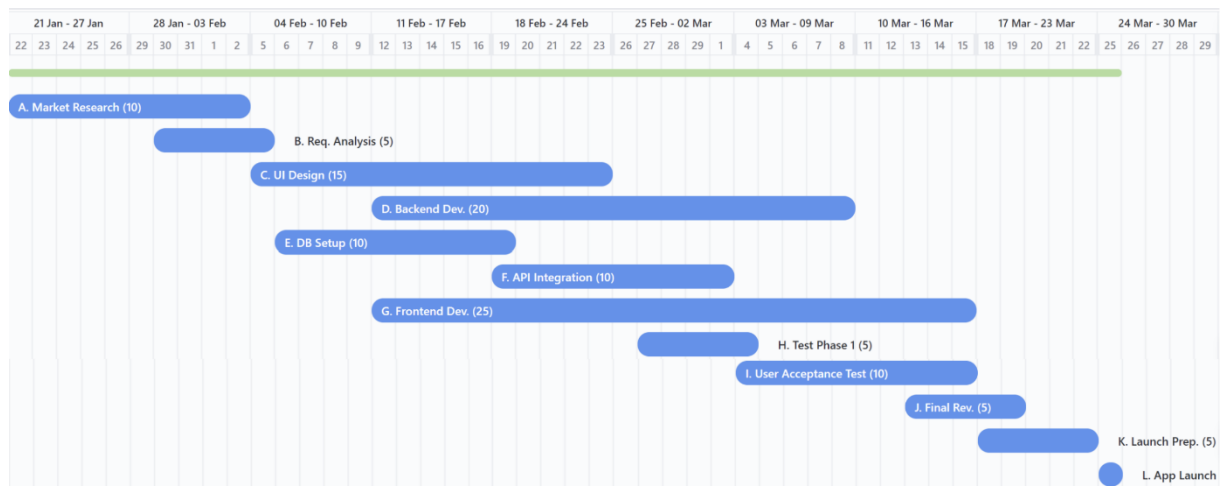 21 Jan - 27 Jan 28 Jan - 03 Feb 04 Feb - 10 Feb 11 Feb - 17 Feb 18 Feb - 24 Feb 25 Feb - 02 Mar 03 Mar - 09 Mar 10 Mar - 16 Mar 17 Mar - 23 Mar 24 Mar - 30 Mar
22 23 24 25 26 29 30 31 1 2 5 6 7 8 9 12 13 14 15 16 19 20 21 22 23 26 27 28 29 1 4 5 6 7 8 11 12 13 14 15 18 19 20 21 22 25 26 27 28 29
A. Market Research (10)
B. Req. Analysis (5)
C. UI Design (15)
D. Backend Dev. (20)
E. DB Setup (10)
F. API Integration (10)
G. Frontend Dev. (25)
H. Test Phase 1 (5)
I. User Acceptance Test (10)
J. Final Rev. (5)
K. Launch Prep. (5)
L. App Launch